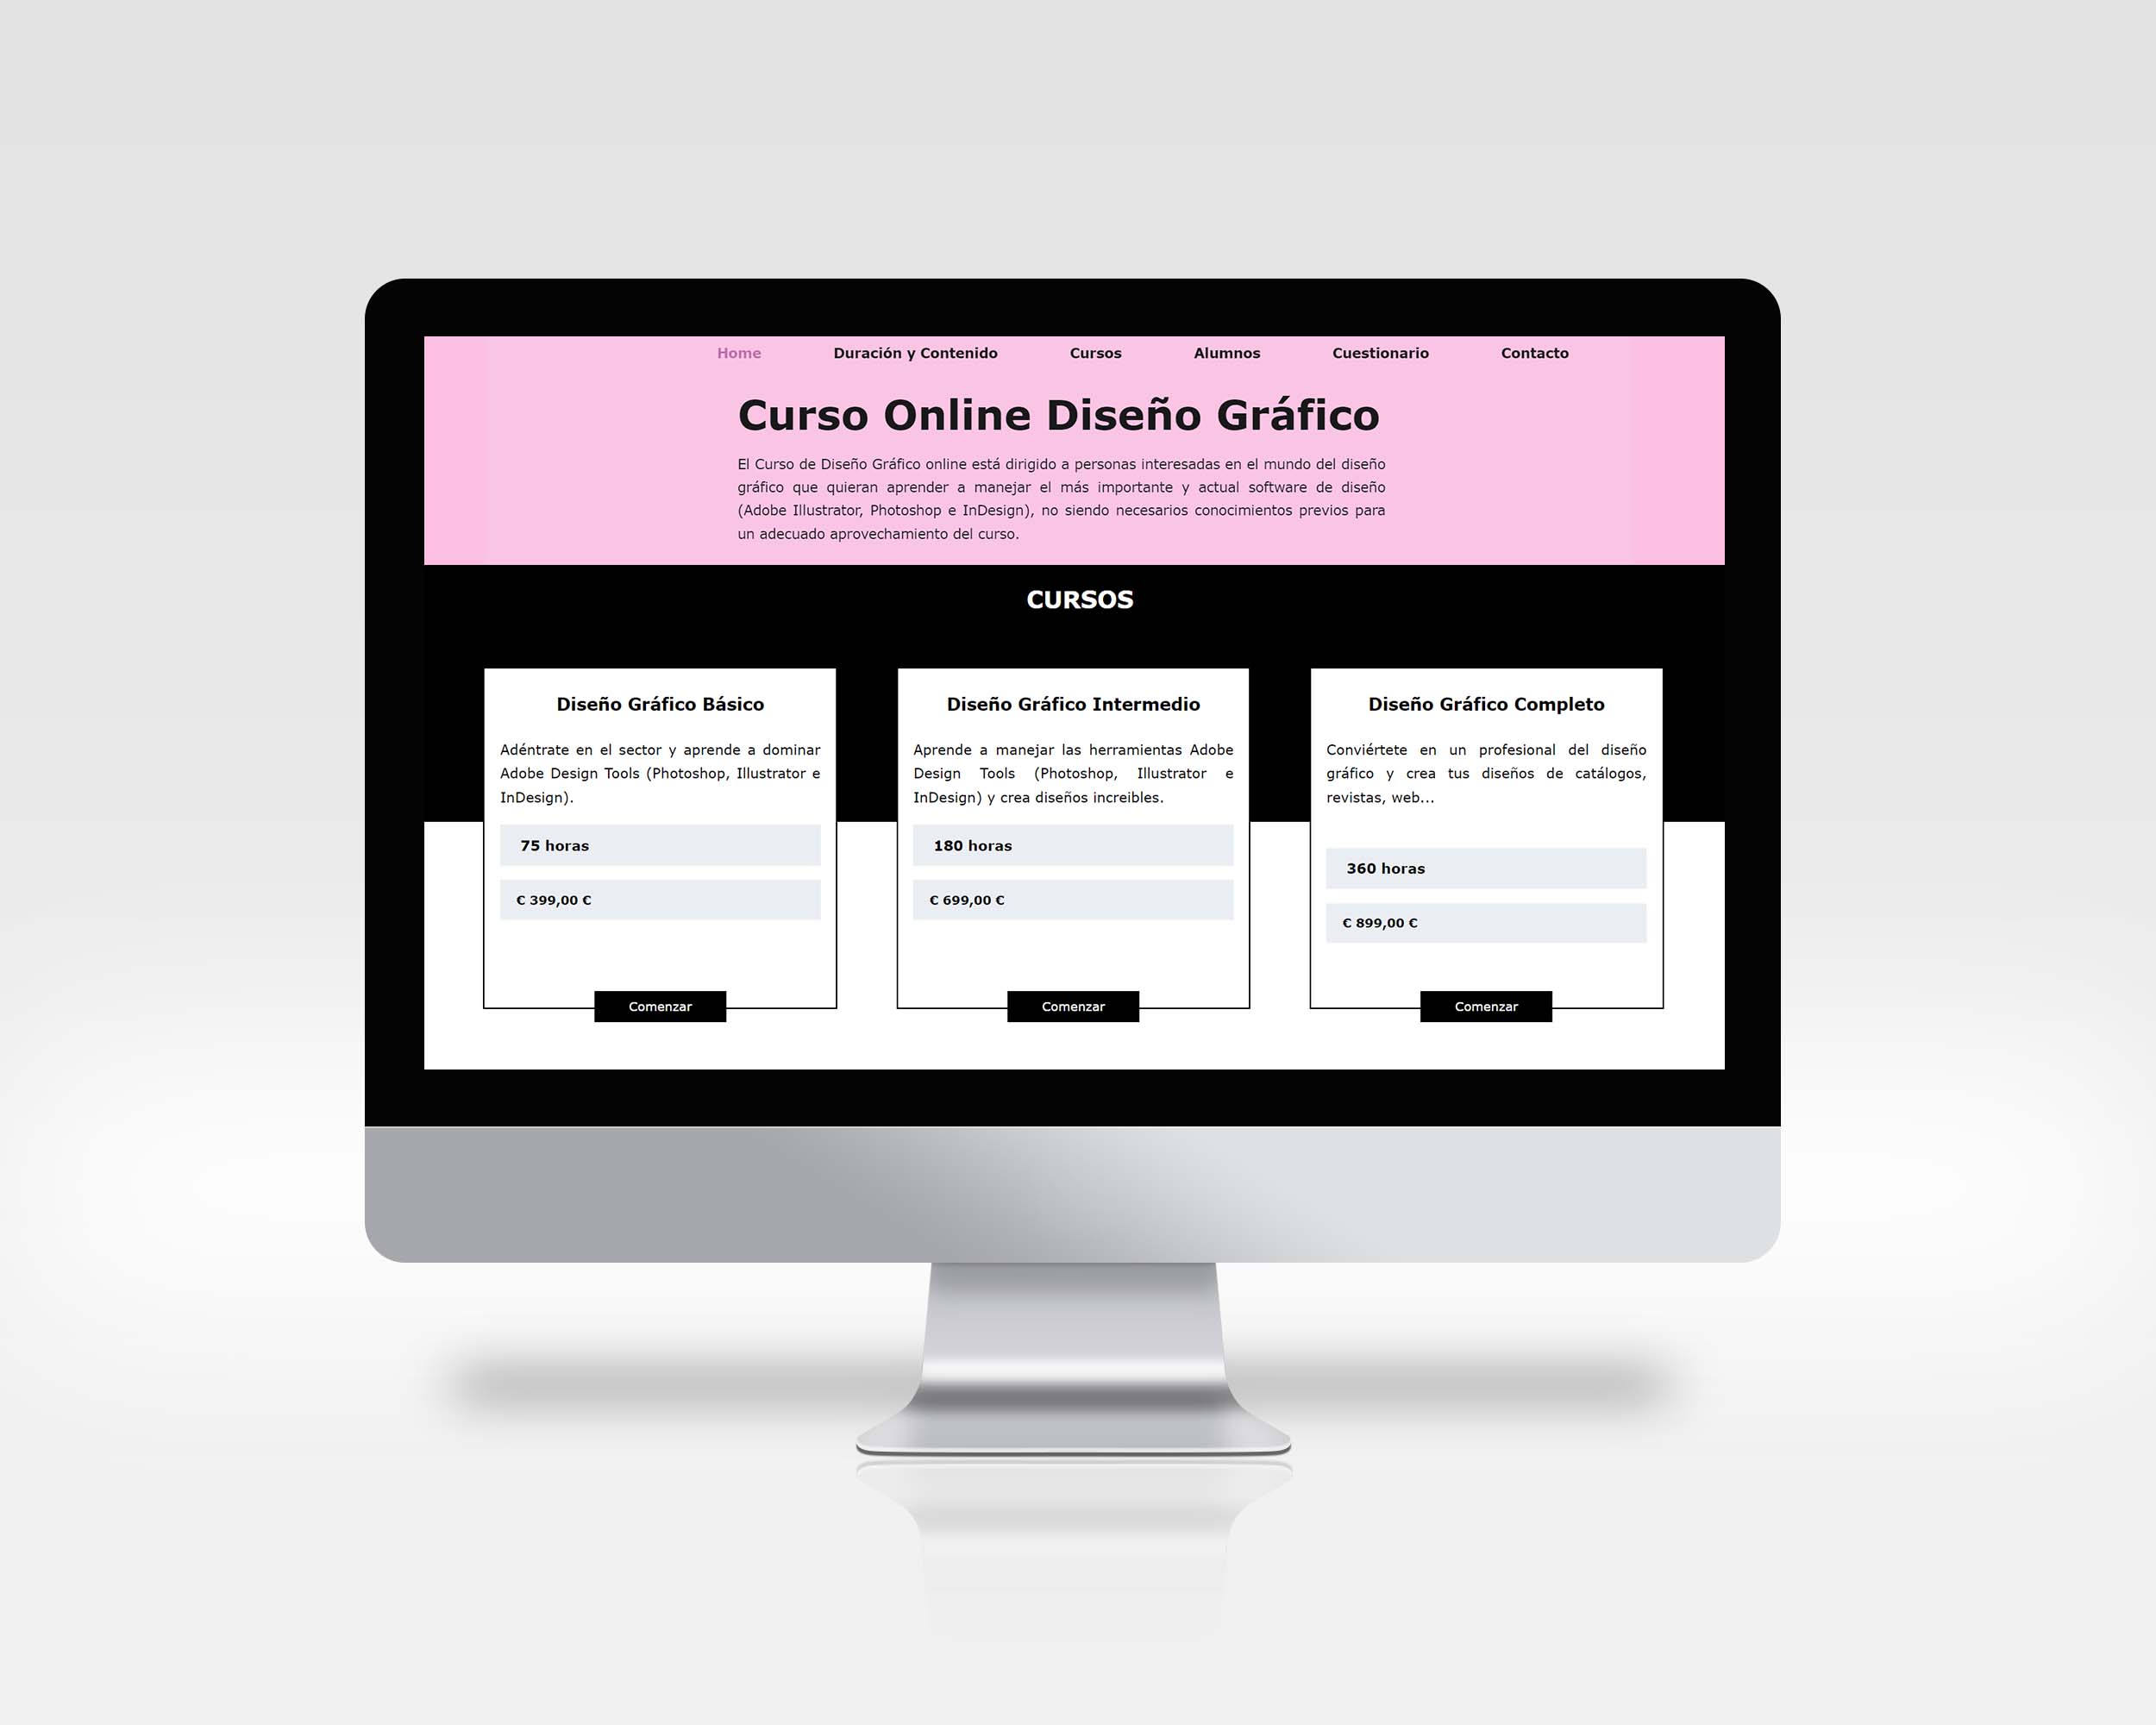 Home Duración y Contenido Cursos Alumnos Cuestionario Contacto
Curso Online Diseño Gráfico
El Curso de Diseño Gráfico online está dirigido a personas interesadas en el mundo del diseño
gráfico que quieran aprender a manejar el más importante y actual software de diseño
(Adobe Illustrator, Photoshop e InDesign), no siendo necesarios conocimientos previos para
un adecuado aprovechamiento del curso.
CURSOS
Diseño Gráfico Básico
Adéntrate en el sector y aprende a dominar
Adobe Design Tools (Photoshop, Illustrator e
InDesign).
75 horas
€ 399,00 €
Comenzar
Diseño Gráfico Intermedio
Aprende a manejar las herramientas Adobe
Design Tools (Photoshop, Illustrator e
InDesign) y crea diseños increibles.
180 horas
€ 699,00 €
Comenzar
Diseño Gráfico Completo
Conviértete en un profesional del diseño
gráfico y crea tus diseños de catálogos,
revistas, web...
360 horas
€ 899,00 €
Comenzar